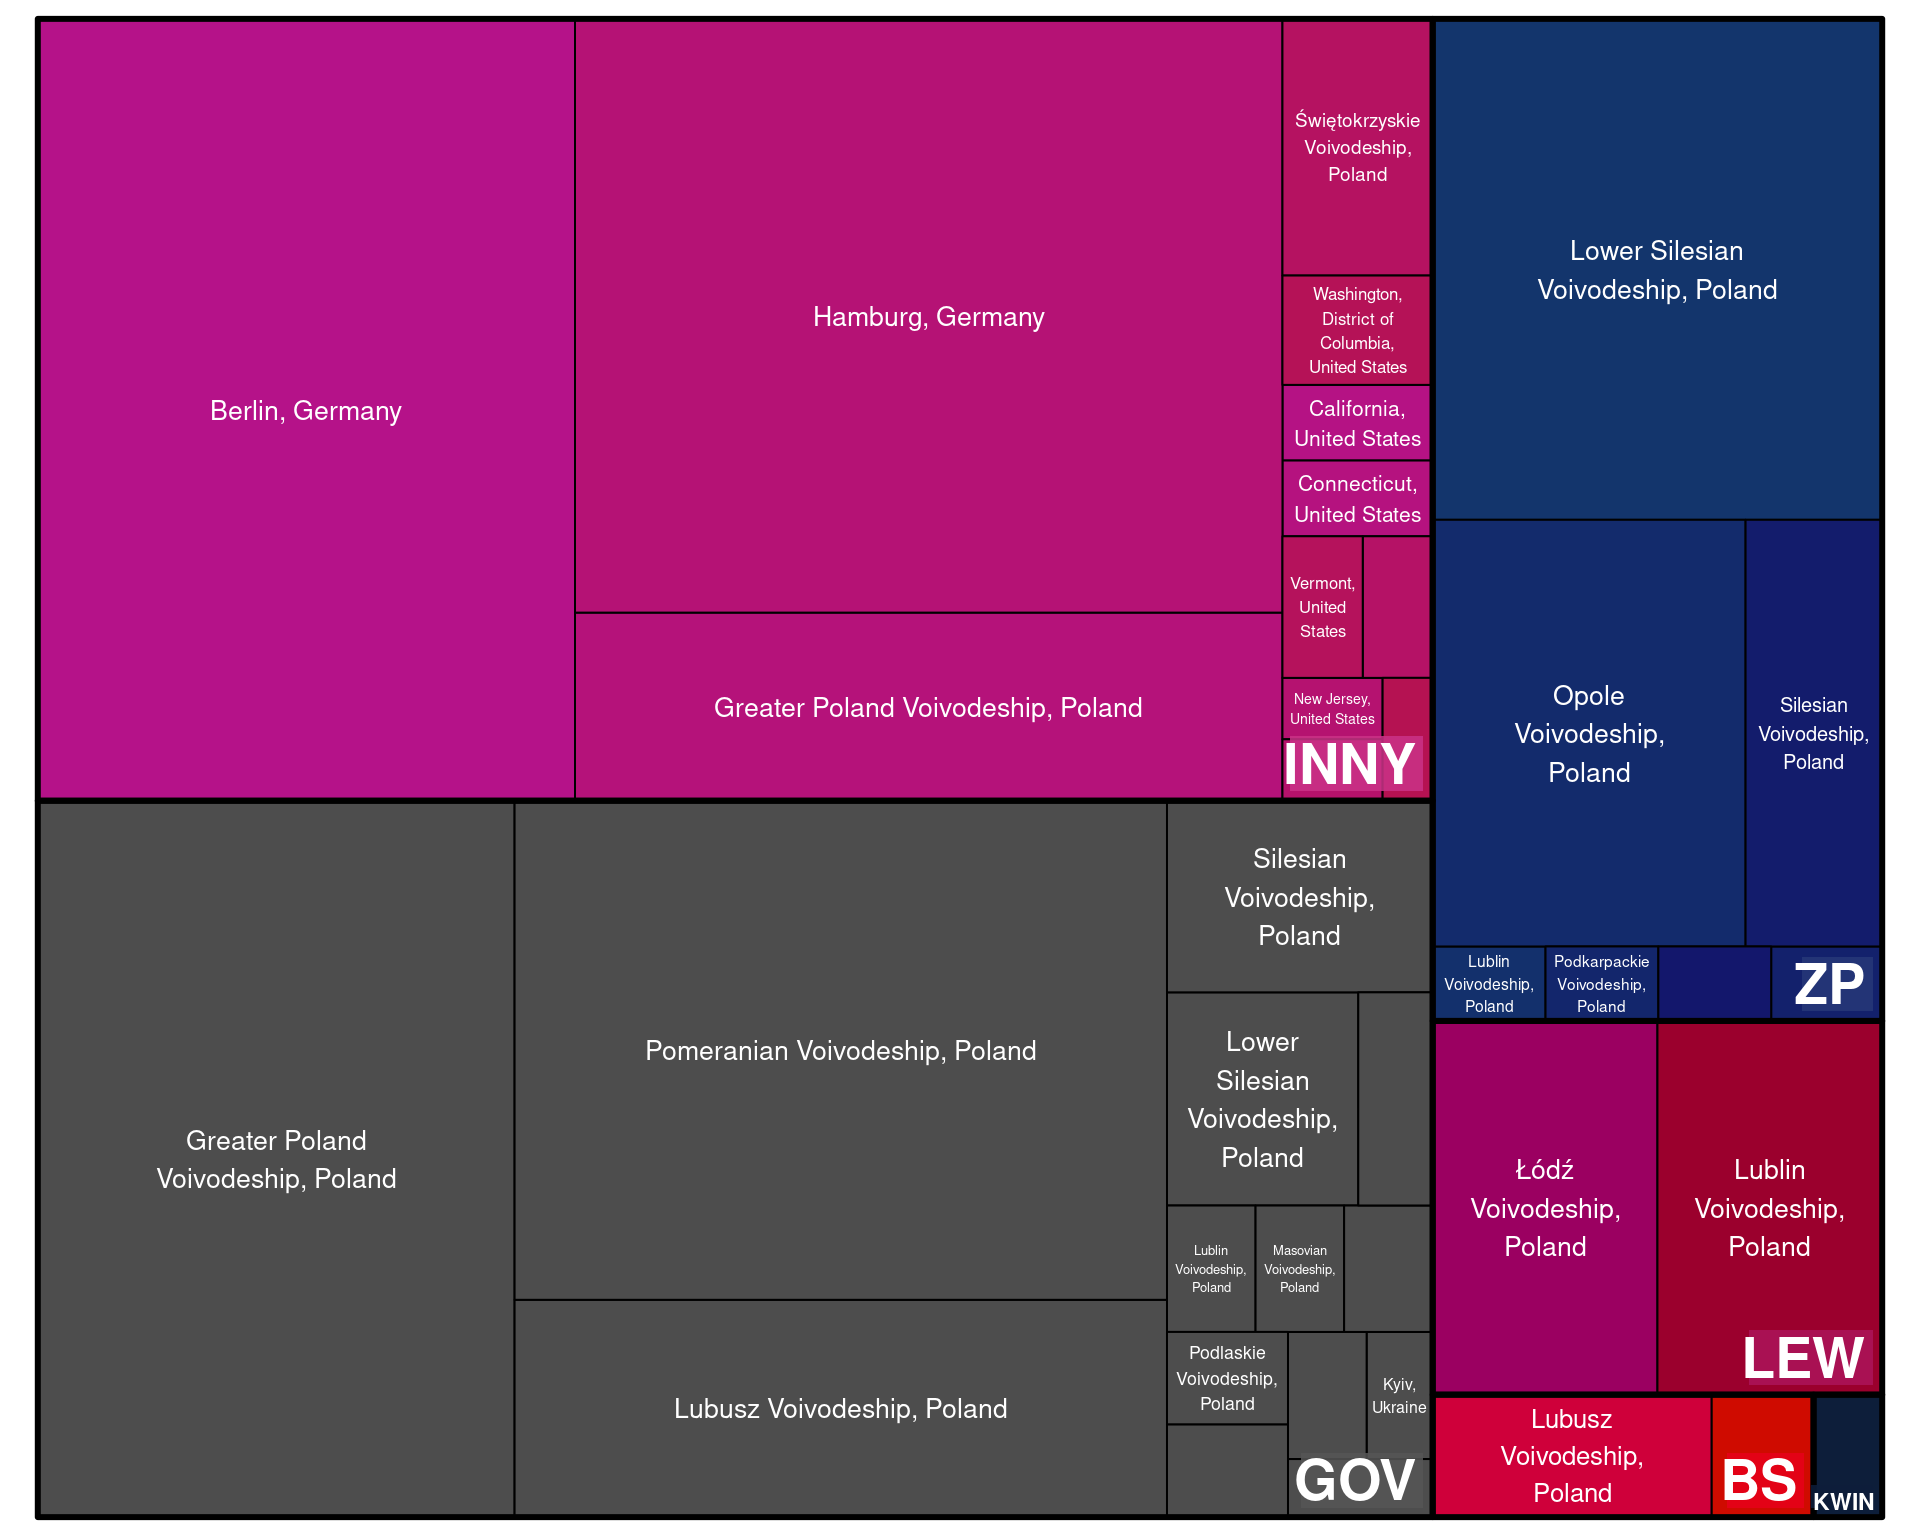 Berlin, Germany
Hamburg, Germany
Greater Poland Voivodeship, Poland
Świętokrzyskie
Voivodeship,
Poland
Washington,
District of
Columbia,
United States
California,
United States
Connecticut,
United States
Vermont,
United
States
New Jersey,
United States
INNY
Greater Poland
Voivodeship, Poland
Pomeranian Voivodeship, Poland
Lubusz Voivodeship, Poland
Silesian
Voivodeship,
Poland
Lower
Silesian
Voivodeship,
Poland
Lublin
Voivodeship,
Poland
Masovian
Voivodeship,
Poland
Podlaskie
Voivodeship,
Poland
Kyiv,
Ukraine
GOV
Lower Silesian
Voivodeship, Poland
Opole
Voivodeship,
Poland
Silesian
Voivodeship,
Poland
Lublin
Voivodeship,
Poland
Podkarpackie
Voivodeship,
Poland
ZP
Łódź
Voivodeship,
Poland
Lublin
Voivodeship,
Poland
LEW
Lubusz
Voivodeship,
Poland
BS
KWIN